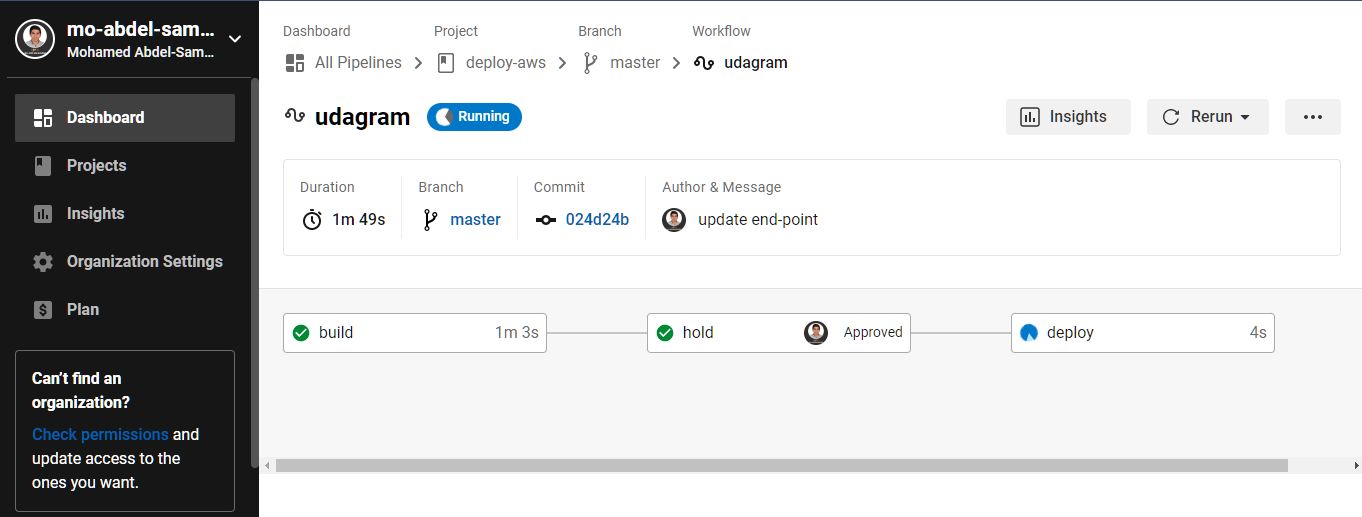 mo-abdel-sam...
Mohamed Abdel-Sam...
Dashboard
Projects
Insights
Organization Settings
Plan
Can't find an
organization?
Check permissions and
update access to the
ones you want.
Dashboard Project Branch Workflow
All Pipelines deploy-aws master udagram
udagram Running Insights Rerun
Duration Branch Commit Author & Message
1m 49s master 024d24b update end-point
build 1m 3s hold Approved deploy 4s